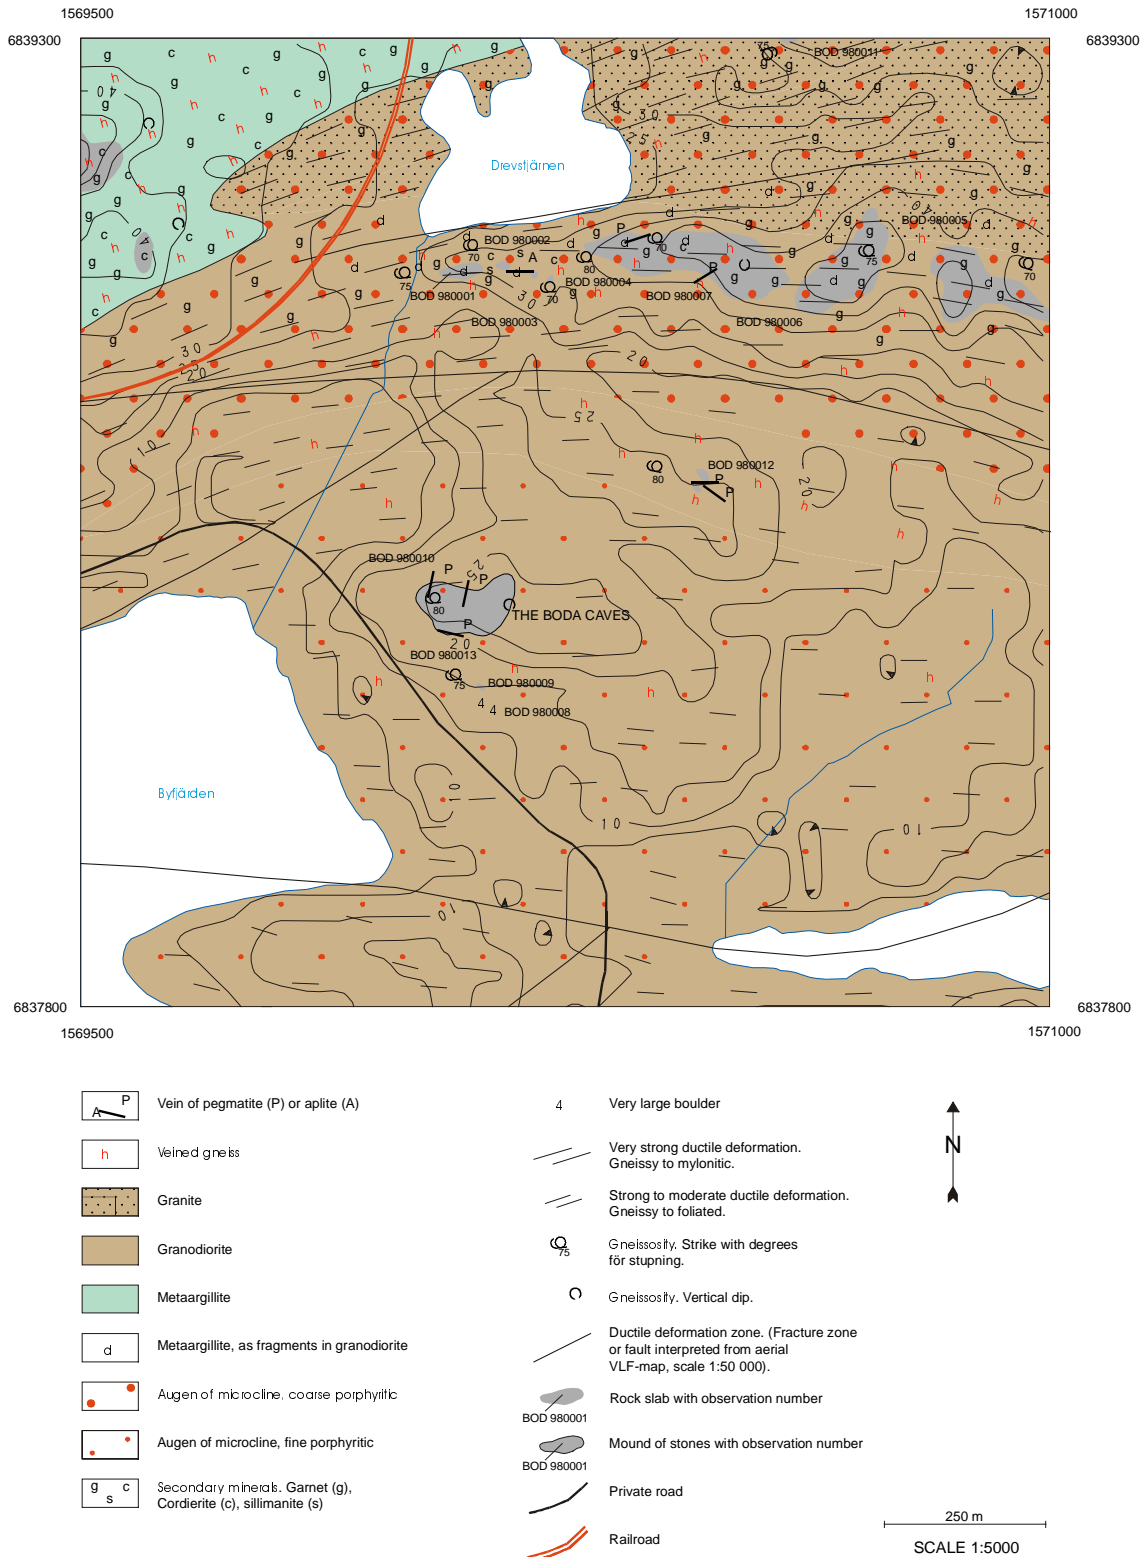 1569500
1571000
6839300
6839300
BOD 980011
Drevstjärnen
BOD 980005
BOD 980002
BOD 980001
BOD 980004
BOD 980007
BOD 980003
BOD 980006
BOD 980012
BOD 980010
THE BODA CAVES
BOD 980013
BOD 980009
BOD 980008
Byfjärden
6837800
6837800
1569500
1571000
A P
Vein of pegmatite (P) or aplite (A)
h
Veined gneiss
Granite
Granodiorite
Metaargillite
d
Metaargillite, as fragments in granodiorite
Augen of microcline, coarse porphyritic
Augen of microcline, fine porphyritic
g c
s
Secondary minerals. Garnet (g),
Cordierite (c), sillimanite (s)
4
Very large boulder
Very strong ductile deformation.
Gneissy to mylonitic.
Strong to moderate ductile deformation.
Gneissy to foliated.
75
Gneissosity. Strike with degrees
för stupning.
Gneissosity. Vertical dip.
Ductile deformation zone. (Fracture zone
or fault interpreted from aerial
VLF-map, scale 1:50 000).
Rock slab with observation number
BOD 980001
Mound of stones with observation number
BOD 980001
Private road
Railroad
N
250 m
SCALE 1:5000